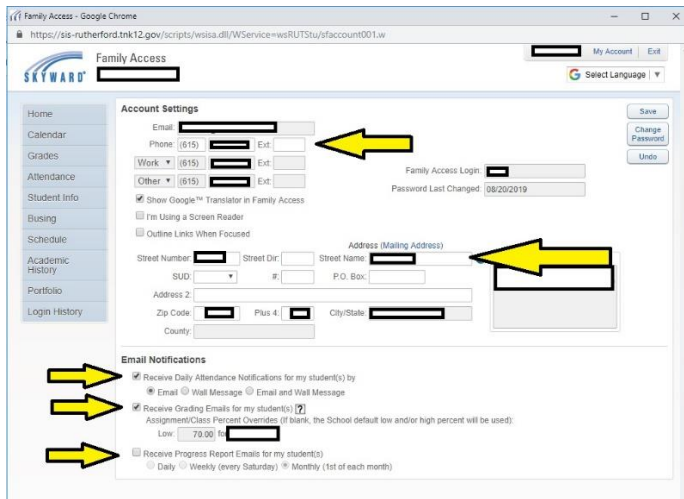 Family Access - Google Chrome
https://sis-rutherford.tnk12.gov/scripts/wsisa.dll/WService=wsRUTStu/sfaccount001.w
SKYWARD®
Family Access
My Account Exit
Select Language ▼
Home
Calendar
Grades
Attendance
Student Info
Busing
Schedule
Academic History
Portfolio
Login History
Account Settings
Save
Change Password
Undo
Email:
Phone: (615) Ext:
Work ▼ (615) Ext:
Other ▼ (615) Ext:
Family Access Login:
Password Last Changed: 08/20/2019
Show Google™ Translator in Family Access
I'm Using a Screen Reader
Outline Links When Focused
Address (Mailing Address)
Street Number: Street Dir: Street Name:
SUD: ▼ #: P.O. Box:
Address 2:
Zip Code: Plus 4: City/State:
County:
Email Notifications
Receive Daily Attendance Notifications for my student(s) by
Email Wall Message Email and Wall Message
Receive Grading Emails for my student(s) ?
Assignment/Class Percent Overrides (If blank, the School default low and/or high percent will be used):
Low: 70.00 for
Receive Progress Report Emails for my student(s)
Daily Weekly (every Saturday) Monthly (1st of each month)